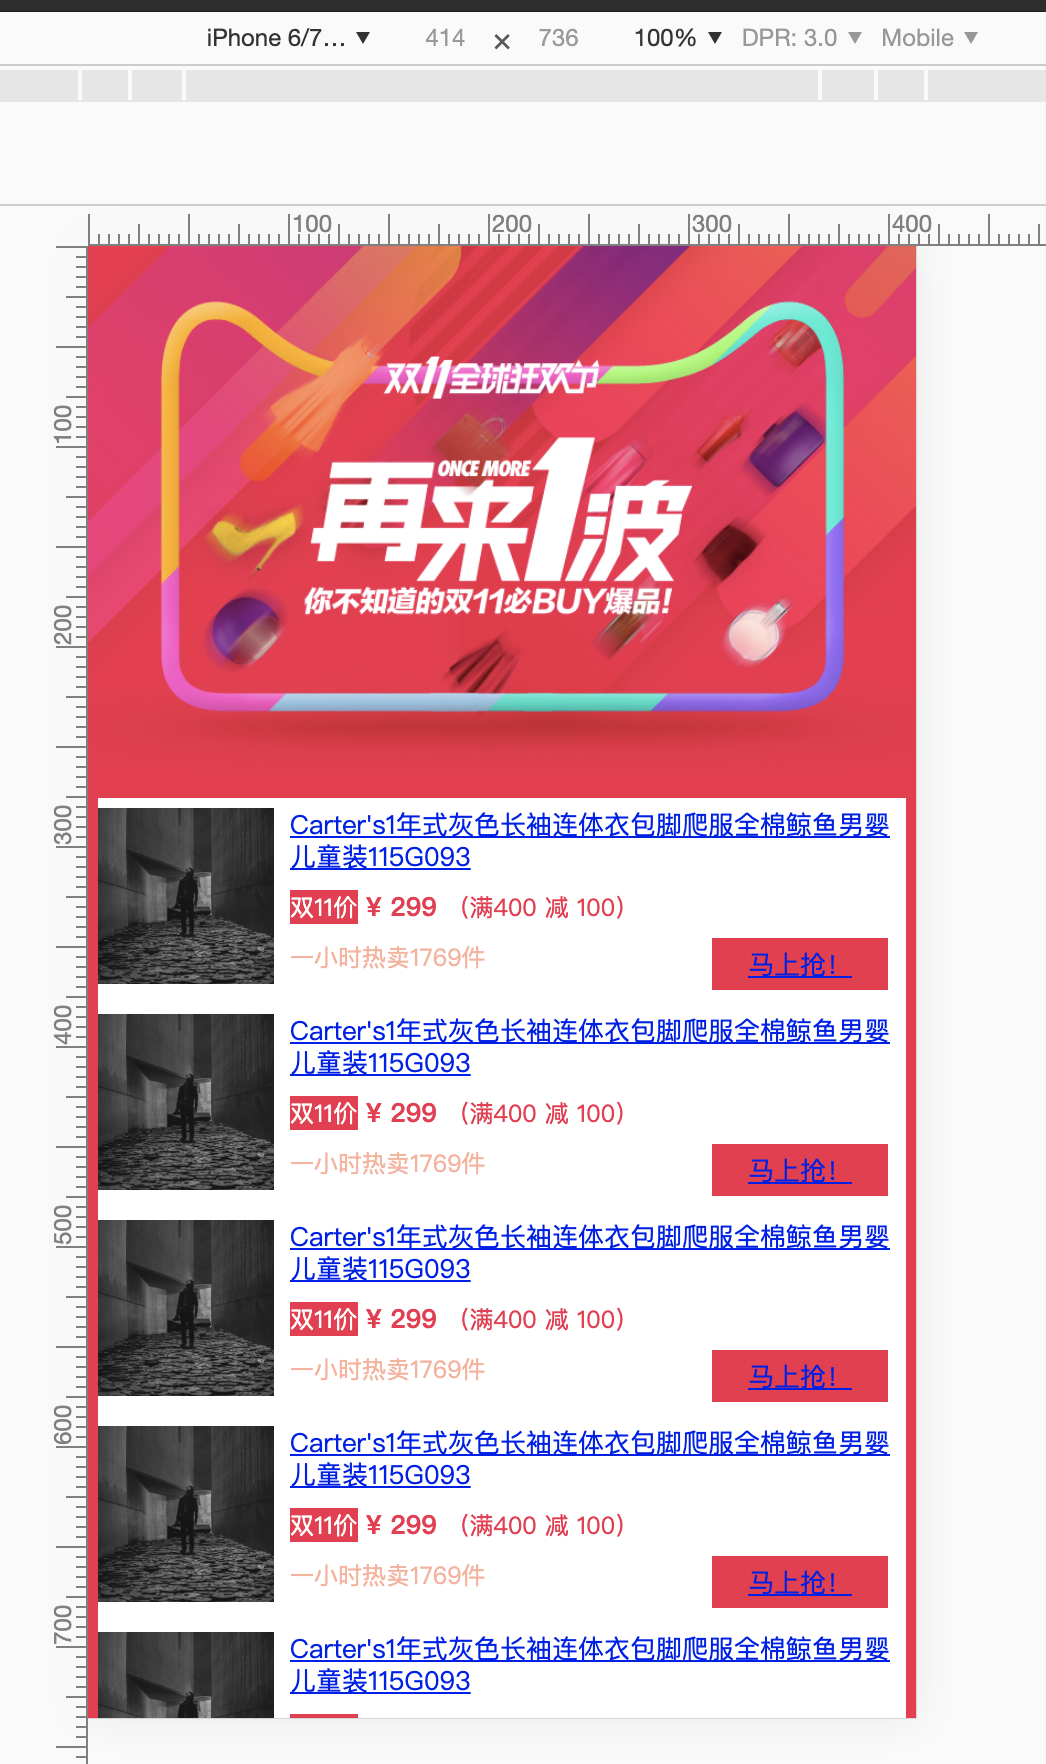 iPhone 6/7… ▼ 414 × 736 100% ▼ DPR: 3.0 ▼ Mobile ▼
100 200 300 400
100
200
300
400
500
600
700
双11全球狂欢节
ONCE MORE
再来1波
你不知道的双11必BUY爆品!
Carter's1年式灰色长袖连体衣包脚爬服全棉鲸鱼男婴
儿童装115G093
双11价 ¥ 299 （满400 减 100）
一小时热卖1769件
马上抢！
Carter's1年式灰色长袖连体衣包脚爬服全棉鲸鱼男婴
儿童装115G093
双11价 ¥ 299 （满400 减 100）
一小时热卖1769件
马上抢！
Carter's1年式灰色长袖连体衣包脚爬服全棉鲸鱼男婴
儿童装115G093
双11价 ¥ 299 （满400 减 100）
一小时热卖1769件
马上抢！
Carter's1年式灰色长袖连体衣包脚爬服全棉鲸鱼男婴
儿童装115G093
双11价 ¥ 299 （满400 减 100）
一小时热卖1769件
马上抢！
Carter's1年式灰色长袖连体衣包脚爬服全棉鲸鱼男婴
儿童装115G093